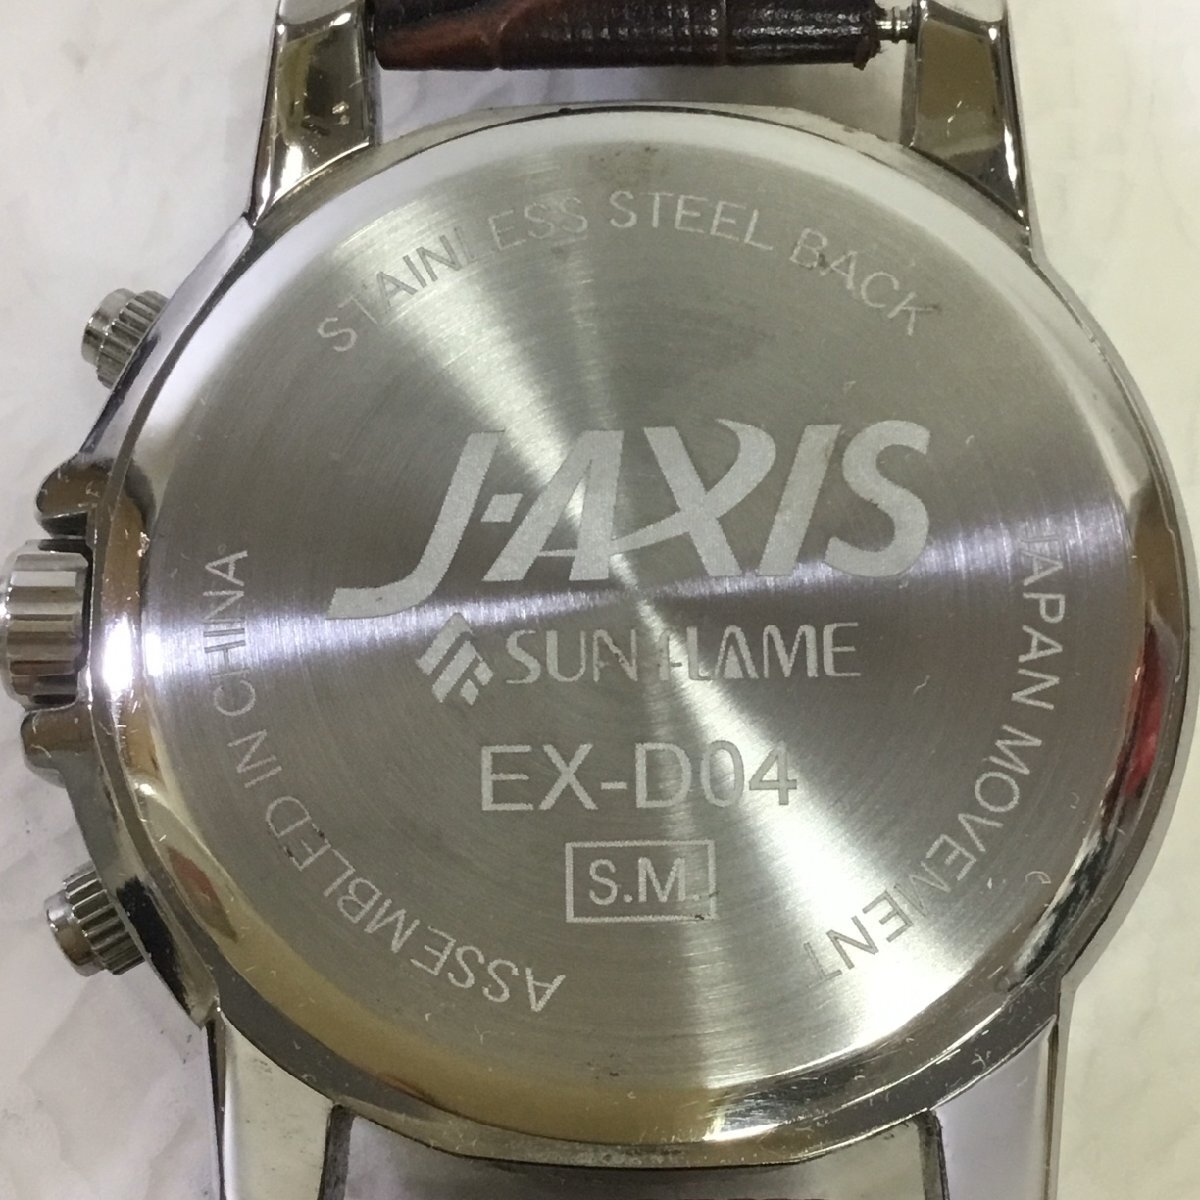 STAINLESS STEEL BACK
J-AXIS
SUNFLAME
EX-D04
S.M.
JAPAN MOVEMENT
ASSEMBLED IN CHINA